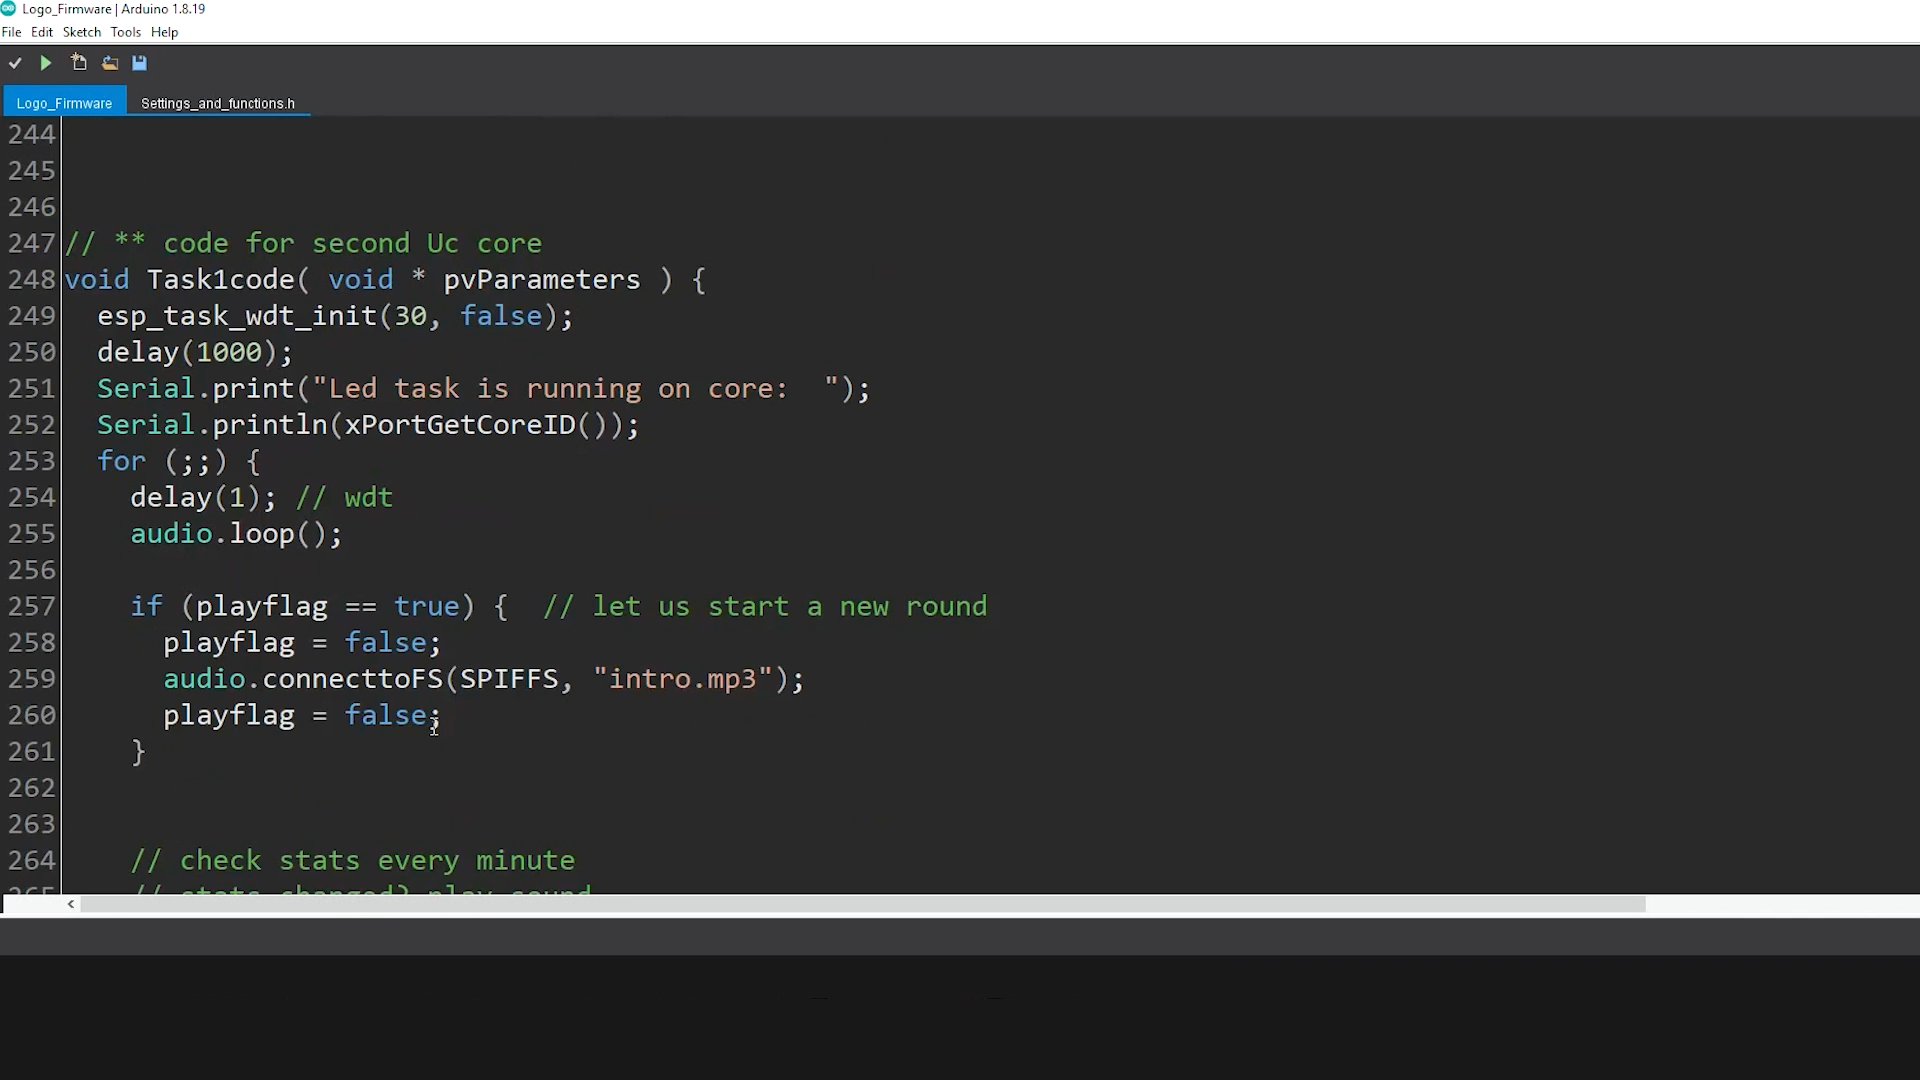 Logo_Firmware | Arduino 1.8.19
File Edit Sketch Tools Help
Logo_Firmware Settings_and_functions.h
244
245
246
247 // ** code for second Uc core
248 void Task1code( void * pvParameters ) {
249 esp_task_wdt_init(30, false);
250 delay(1000);
251 Serial.print("Led task is running on core:  ");
252 Serial.println(xPortGetCoreID());
253 for (;;) {
254 delay(1); // wdt
255 audio.loop();
256
257 if (playflag == true) {  // let us start a new round
258 playflag = false;
259 audio.connecttoFS(SPIFFS, "intro.mp3");
260 playflag = false;
261 }
262
263
264 // check stats every minute
265 // stats changed? play sound